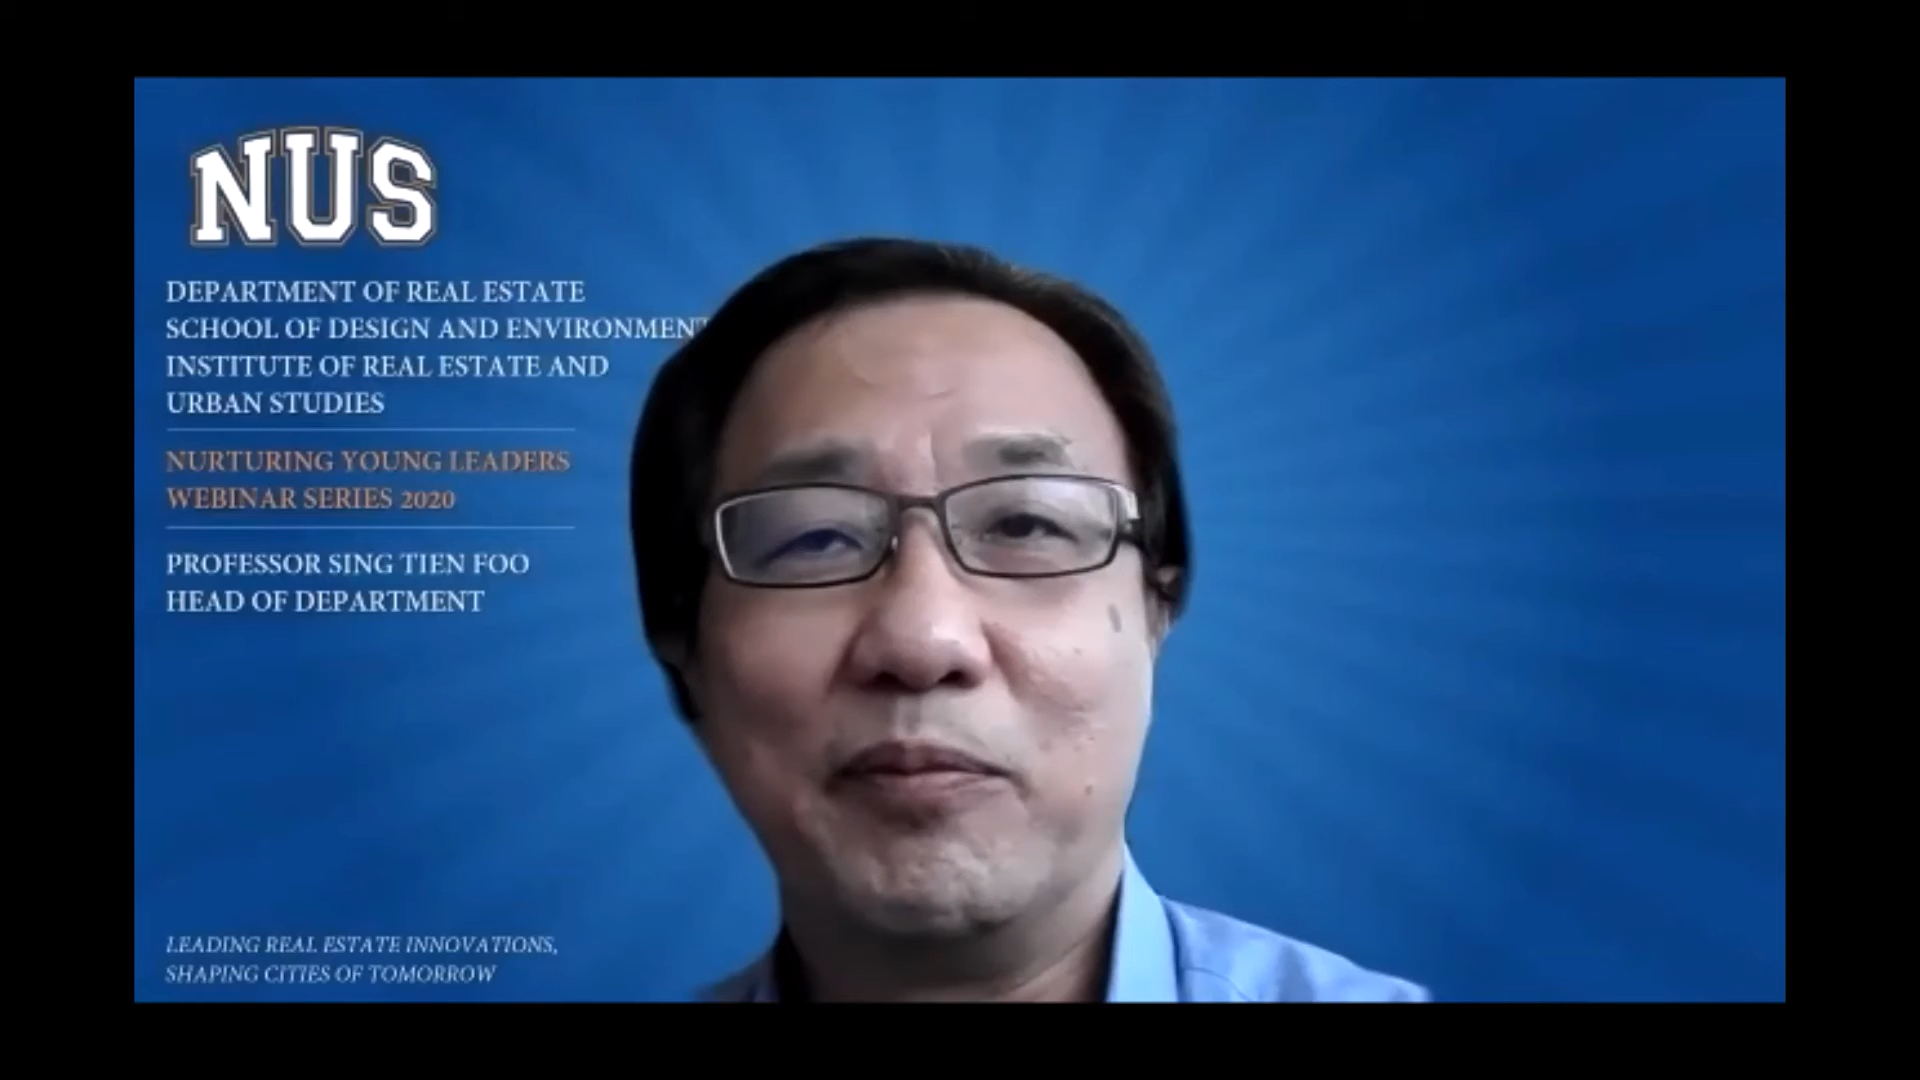 NUS
DEPARTMENT OF REAL ESTATE
SCHOOL OF DESIGN AND ENVIRONMENT
INSTITUTE OF REAL ESTATE AND
URBAN STUDIES
NURTURING YOUNG LEADERS
WEBINAR SERIES 2020
PROFESSOR SING TIEN FOO
HEAD OF DEPARTMENT
LEADING REAL ESTATE INNOVATIONS,
SHAPING CITIES OF TOMORROW